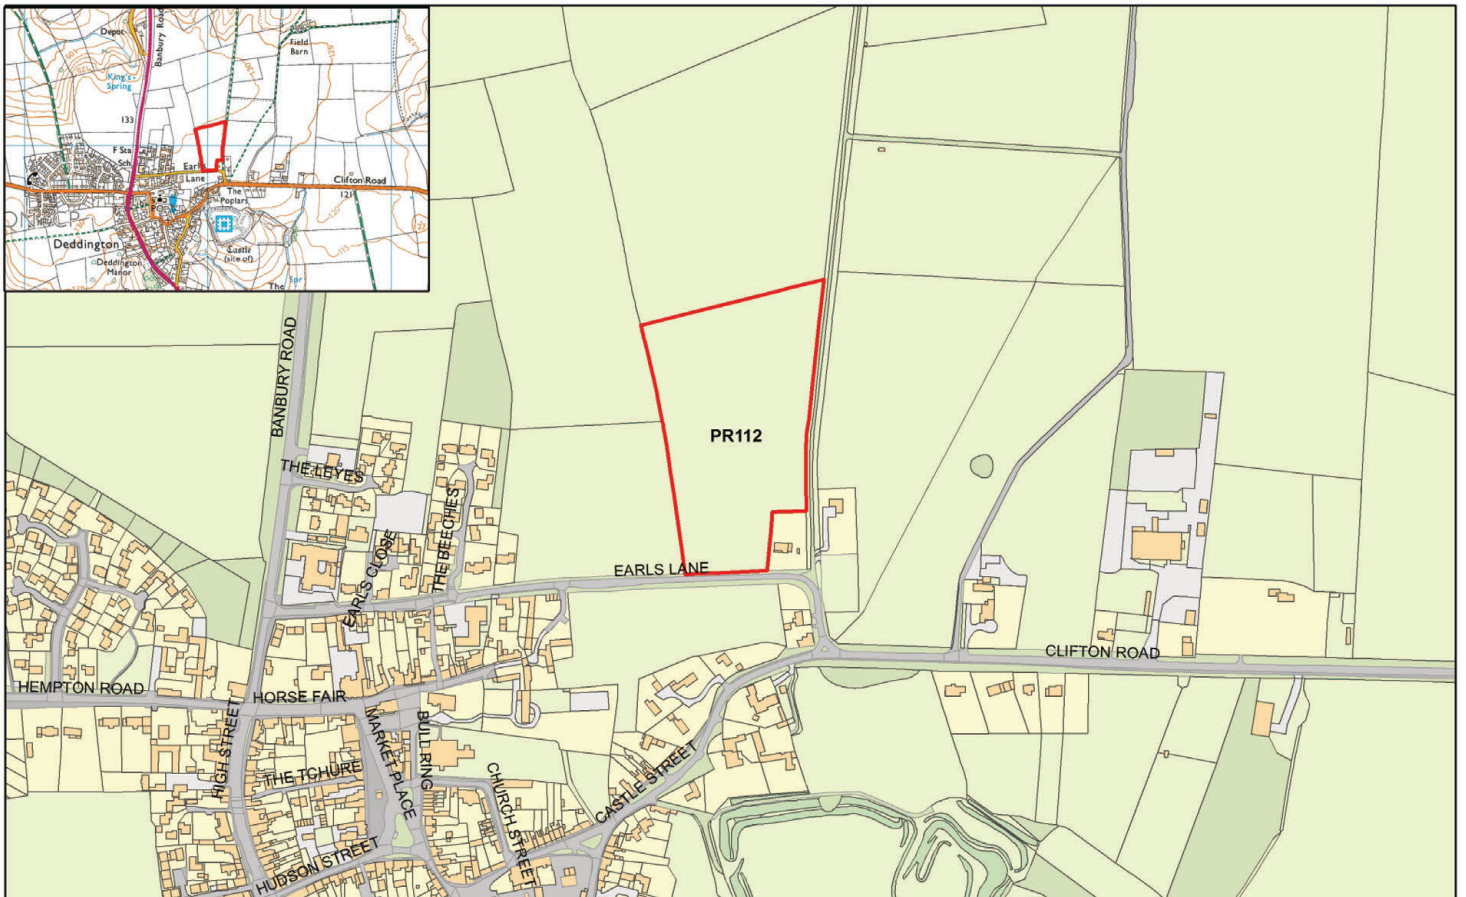 Depot
Banbury Road
Field
Barn
King's
Spring
133
F Sta
Sch
Earls
Lane
Clifton Road
121
The
Poplars
Castle
(site of)
Deddington
Deddington
Manor
Spr
The
BANBURY ROAD
PR112
THE LEYES
THE BEECHES
EARLS CLOSE
EARLS LANE
CLIFTON ROAD
HEMPTON ROAD
HORSE FAIR
HIGH STREET
MARKET PLACE
BULL RING
THE TCHURE
CHURCH STREET
CASTLE STREET
HUDSON STREET